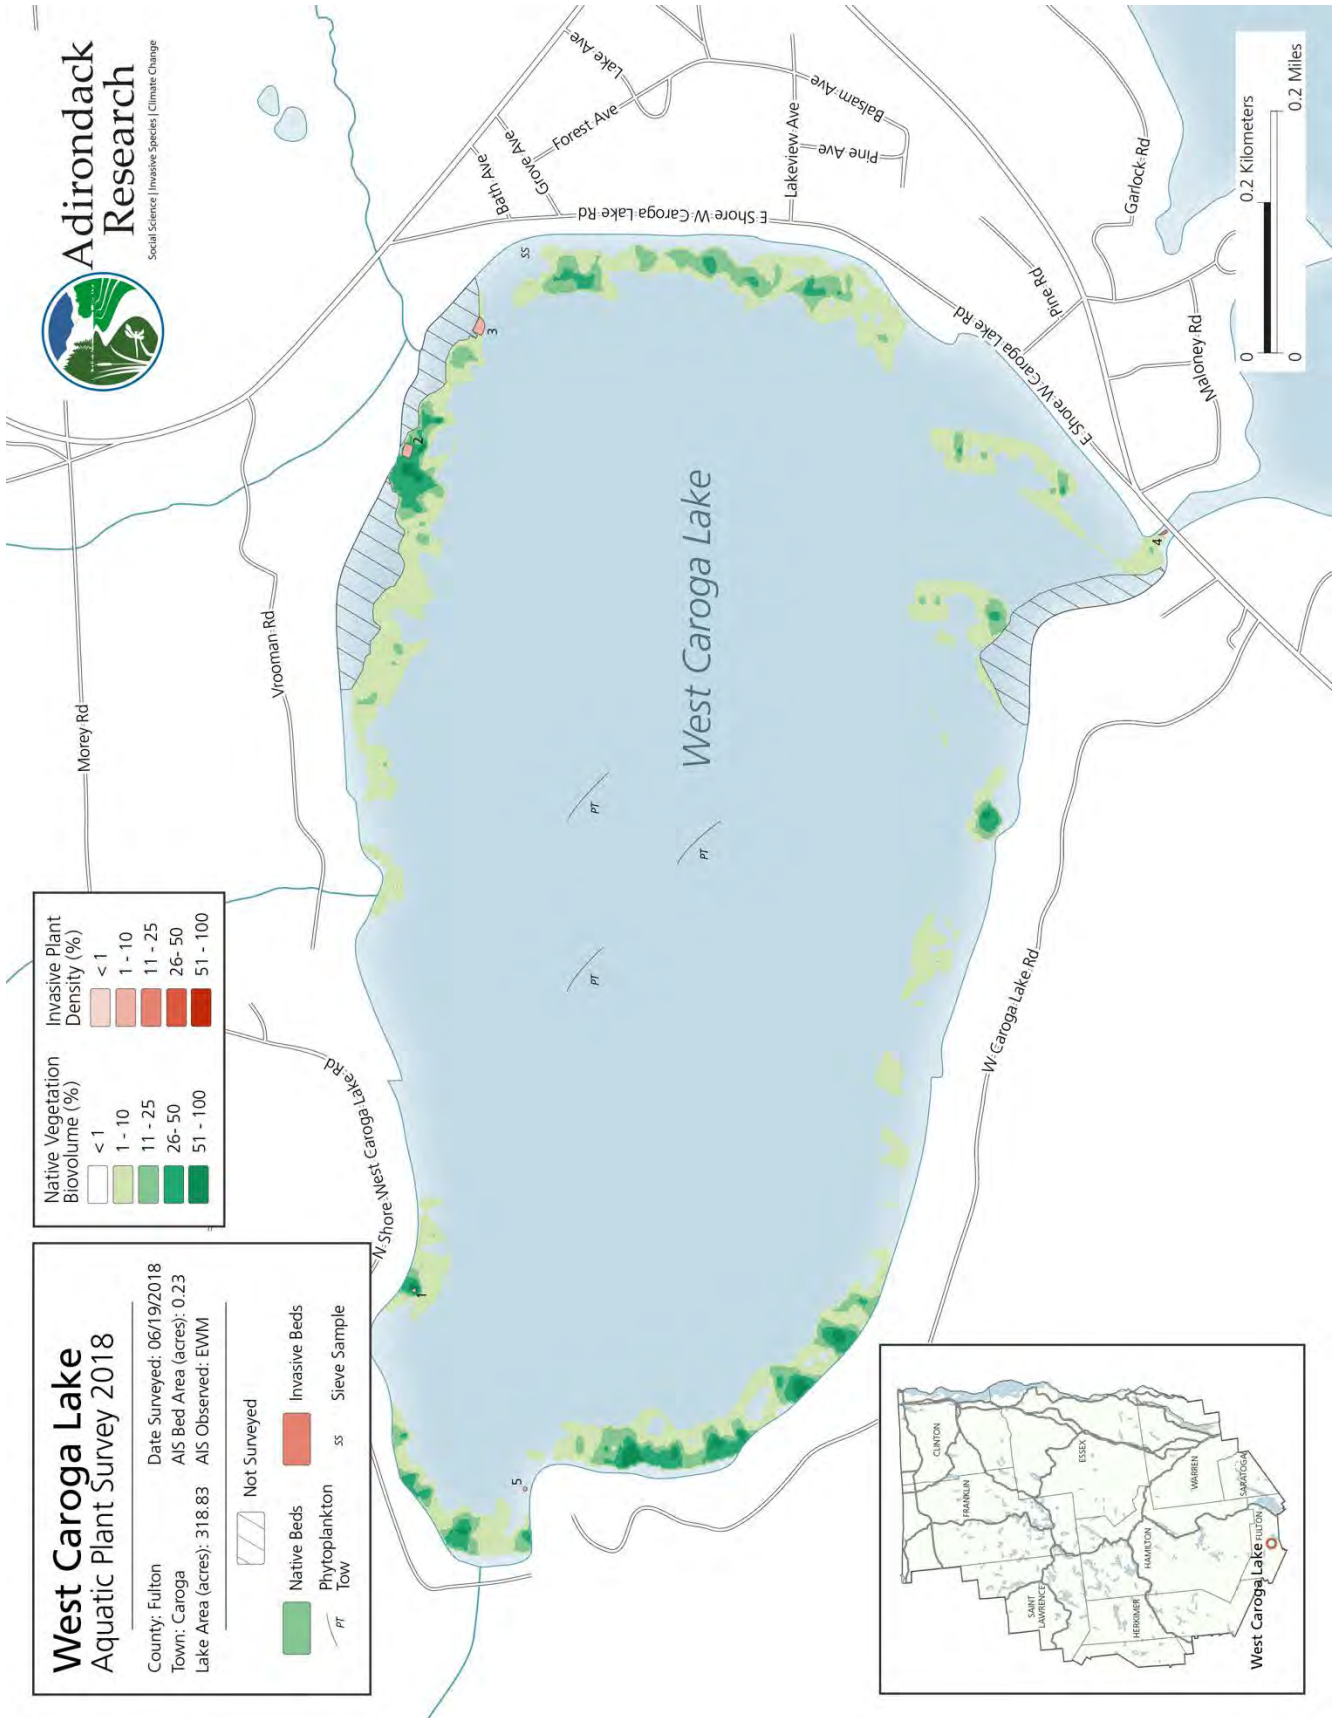 West Caroga Lake
Aquatic Plant Survey 2018
County: Fulton
Date Surveyed: 06/19/2018
Town: Caroga
AIS Bed Area (acres): 0.23
Lake Area (acres): 318.83
AIS Observed: EWM
Not Surveyed
Native Beds
Invasive Beds
PT
Phytoplankton
Tow
SS
Sieve Sample
Native Vegetation
Biovolume (%)
< 1
1 - 10
11 - 25
26- 50
51 - 100
Invasive Plant
Density (%)
< 1
1 - 10
11 - 25
26- 50
51 - 100
Adirondack
Research
Social Science | Invasive Species | Climate Change
Morey Rd
Vrooman Rd
N Shore West Caroga Lake Rd
Lake Ave
Bath Ave
Grove Ave
Forest Ave
Balsam Ave
Lakeview Ave
Pine Ave
E Shore W Caroga Lake Rd
SS
1
2
3
4
5
PT
PT
PT
West Caroga Lake
Pine Rd
Garlock Rd
E Shore W Caroga Lake Rd
Maloney Rd
W Caroga Lake Rd
0
0.2 Kilometers
0
0.2 Miles
CLINTON
FRANKLIN
ESSEX
SAINT
LAWRENCE
HERKIMER
HAMILTON
WARREN
SARATOGA
FULTON
West Caroga Lake